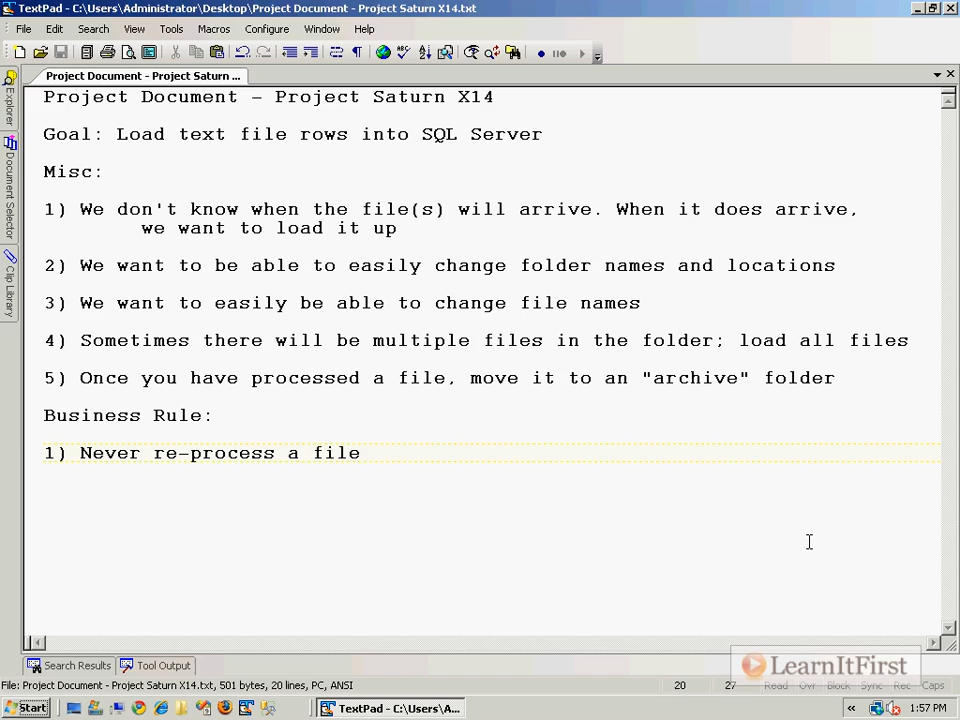 TextPad - C:\Users\Administrator\Desktop\Project Document - Project Saturn X14.txt
File Edit Search View Tools Macros Configure Window Help
Project Document - Project Saturn ...
Explorer
Document Selector
Clip Library
Project Document - Project Saturn X14
Goal: Load text file rows into SQL Server
Misc:
1) We don't know when the file(s) will arrive. When it does arrive,
we want to load it up
2) We want to be able to easily change folder names and locations
3) We want to easily be able to change file names
4) Sometimes there will be multiple files in the folder; load all files
5) Once you have processed a file, move it to an "archive" folder
Business Rule:
1) Never re-process a file
Search Results Tool Output
LearnItFirst
File: Project Document - Project Saturn X14.txt, 501 bytes, 20 lines, PC, ANSI 20 27 Read Ovr Block Sync Rec Caps
Start TextPad - C:\Users\A... 1:57 PM